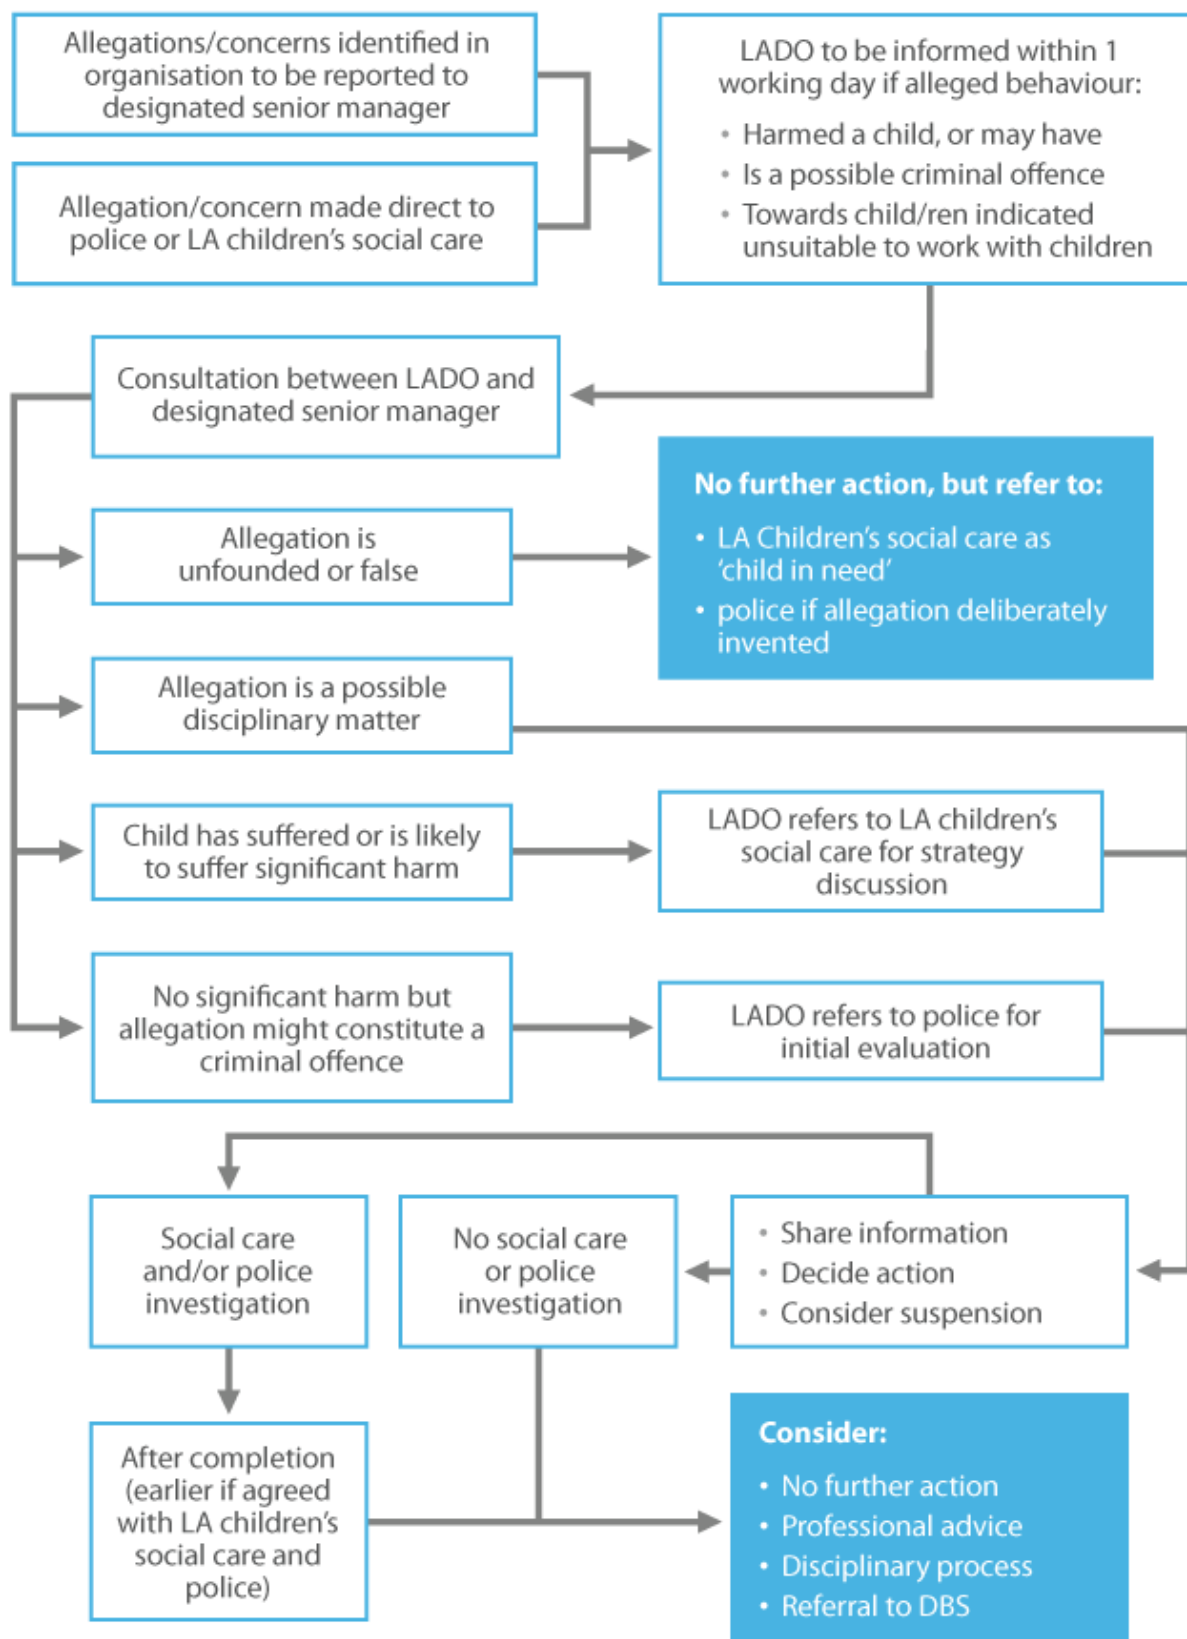 Allegations/concerns identified in
organisation to be reported to
designated senior manager
Allegation/concern made direct to
police or LA children's social care
LADO to be informed within 1
working day if alleged behaviour:
• Harmed a child, or may have
• Is a possible criminal offence
• Towards child/ren indicated
unsuitable to work with children
Consultation between LADO and
designated senior manager
Allegation is
unfounded or false
No further action, but refer to:
• LA Children's social care as
'child in need'
• police if allegation deliberately
invented
Allegation is a possible
disciplinary matter
Child has suffered or is likely
to suffer significant harm
LADO refers to LA children's
social care for strategy
discussion
No significant harm but
allegation might constitute a
criminal offence
LADO refers to police for
initial evaluation
Social care
and/or police
investigation
No social care
or police
investigation
• Share information
• Decide action
• Consider suspension
After completion
(earlier if agreed
with LA children's
social care and
police)
Consider:
• No further action
• Professional advice
• Disciplinary process
• Referral to DBS